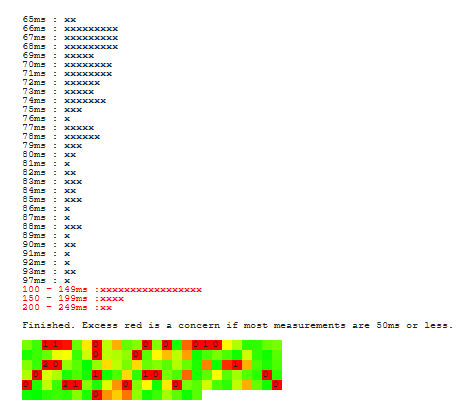 65ms : xx
66ms : xxxxxxxxx
67ms : xxxxxxxxx
68ms : xxxxxxxxx
69ms : xxxxx
70ms : xxxxxxxx
71ms : xxxxxxxx
72ms : xxxxxx
73ms : xxxxx
74ms : xxxxxxx
75ms : xxx
76ms : x
77ms : xxxxx
78ms : xxxxxx
79ms : xxx
80ms : xx
81ms : x
82ms : xx
83ms : xxx
84ms : xx
85ms : xxx
86ms : x
87ms : x
88ms : xxx
89ms : x
90ms : xx
91ms : x
92ms : x
93ms : xx
97ms : x
100 - 149ms :xxxxxxxxxxxxxxxxx
150 - 199ms :xxxx
200 - 249ms :xx
Finished. Excess red is a concern if most measurements are 50ms or less.